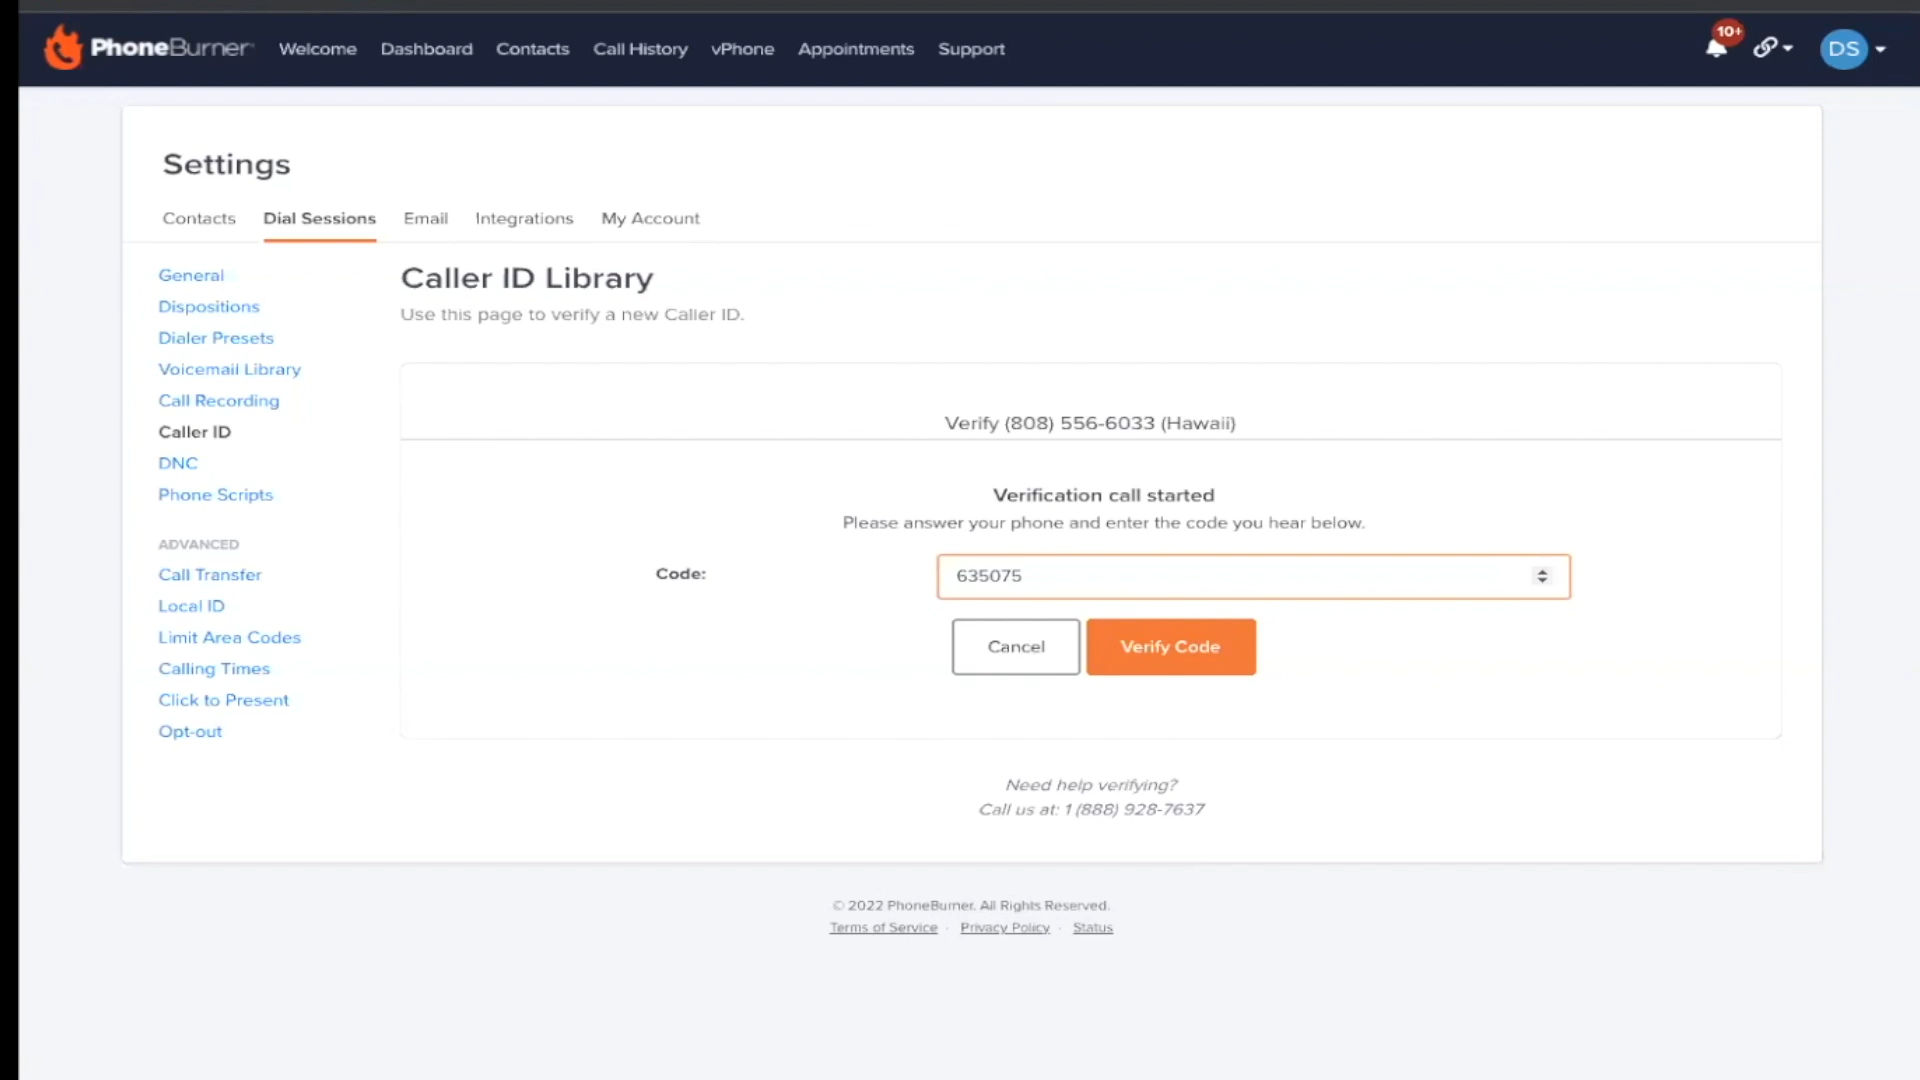 PhoneBurner Welcome Dashboard Contacts Call History vPhone Appointments Support 10+ DS
Settings
Contacts Dial Sessions Email Integrations My Account
General
Dispositions
Dialer Presets
Voicemail Library
Call Recording
Caller ID
DNC
Phone Scripts
ADVANCED
Call Transfer
Local ID
Limit Area Codes
Calling Times
Click to Present
Opt-out
Caller ID Library
Use this page to verify a new Caller ID.
Verify (808) 556-6033 (Hawaii)
Verification call started
Please answer your phone and enter the code you hear below.
Code: 635075
Cancel Verify Code
Need help verifying?
Call us at: 1 (888) 928-7637
© 2022 PhoneBurner. All Rights Reserved.
Terms of Service · Privacy Policy · Status